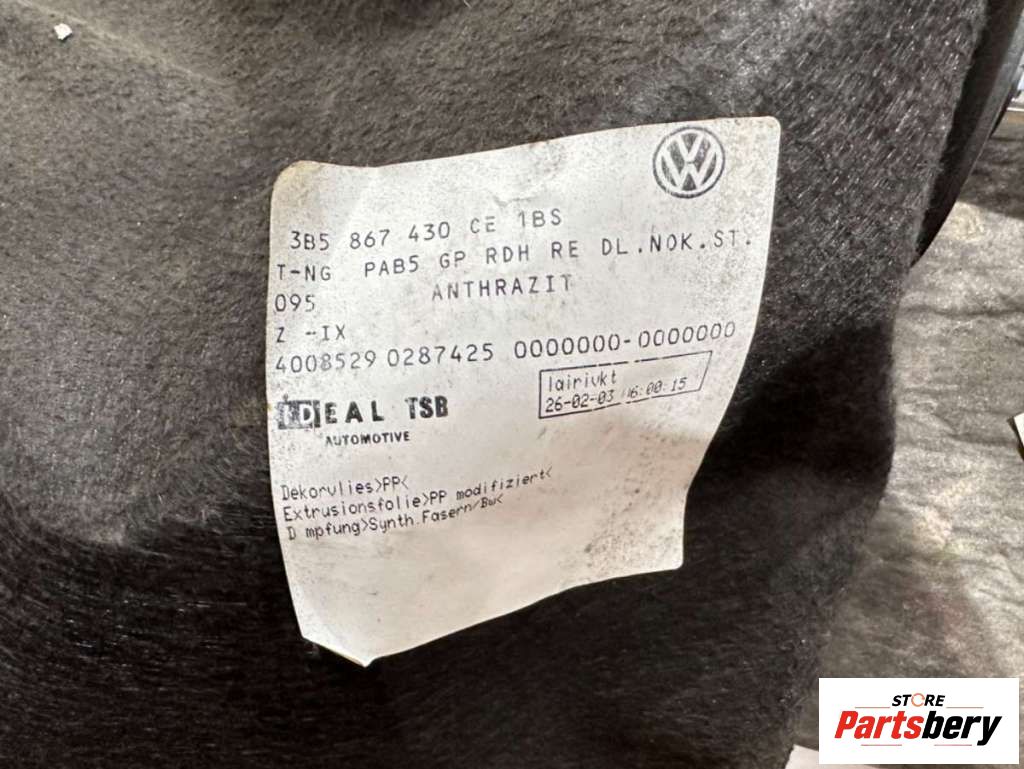 3B5 867 430 CE 1BS
T-NG PAB5 GP RDH RE DL.NOK.ST.
095 ANTHRAZIT
Z -IX
4008529 0287425 0000000-0000000
lairivkt
26-02-03 16:00:15
IDEAL TSB
AUTOMOTIVE
Dekorvlies>PP<
Extrusionsfolie>PP modifiziert<
D mpfung>Synth.Fasern/Bw<
STORE
Partsbery